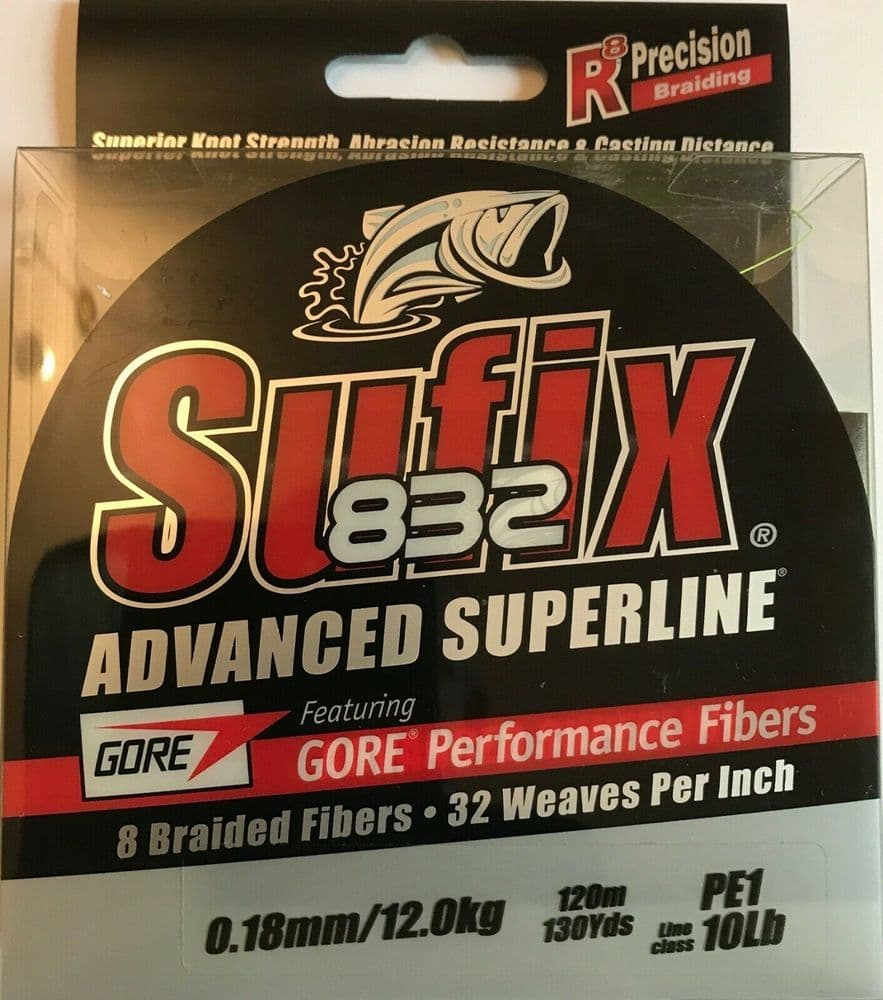 R8 Precision
Braiding
Superior Knot Strength, Abrasion Resistance & Casting Distance
Sufix®
832
ADVANCED SUPERLINE®
Featuring
GORE
GORE® Performance Fibers
8 Braided Fibers • 32 Weaves Per Inch
0.18mm/12.0kg
120m
130Yds
PE1
Line class 10Lb